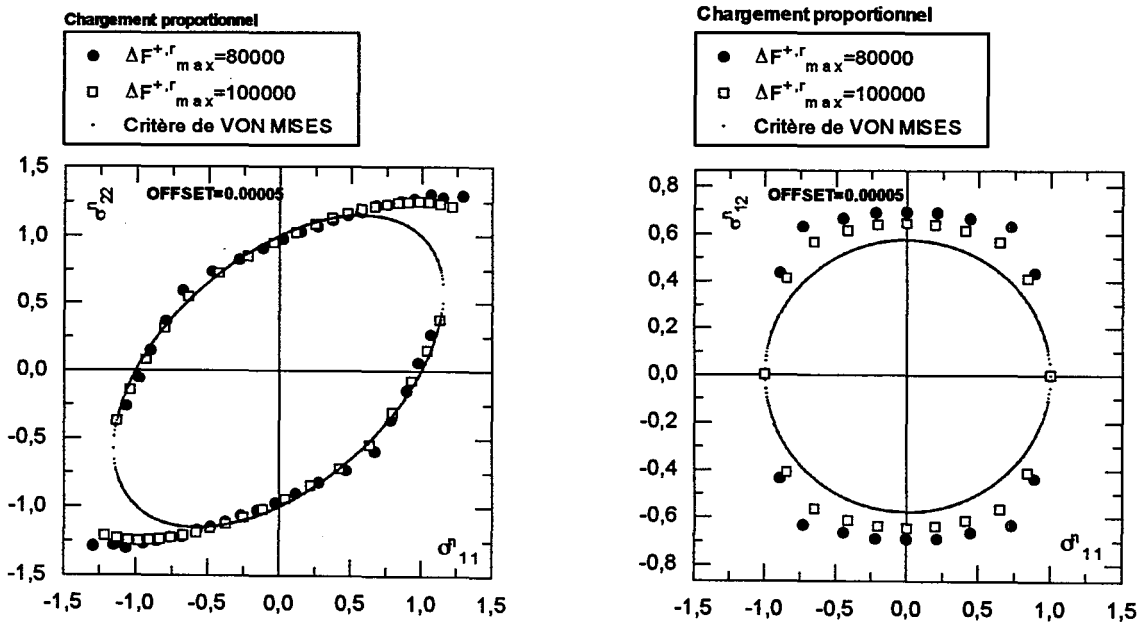 Chargement proportionnel
ΔF⁺,ʳmax=80000
ΔF⁺,ʳmax=100000
Critère de VON MISES
OFFSET=0.00005
σⁿ22
1,5
1,0
0,5
0,0
-0,5
-1,0
-1,5
σⁿ11
-1,5 -1,0 -0,5 0,0 0,5 1,0 1,5
Chargement proportionnel
ΔF⁺,ʳmax=80000
ΔF⁺,ʳmax=100000
Critère de VON MISES
OFFSET=0.00005
σⁿ12
0,8
0,6
0,4
0,2
0,0
-0,2
-0,4
-0,6
-0,8
σⁿ11
-1,5 -1,0 -0,5 0,0 0,5 1,0 1,5